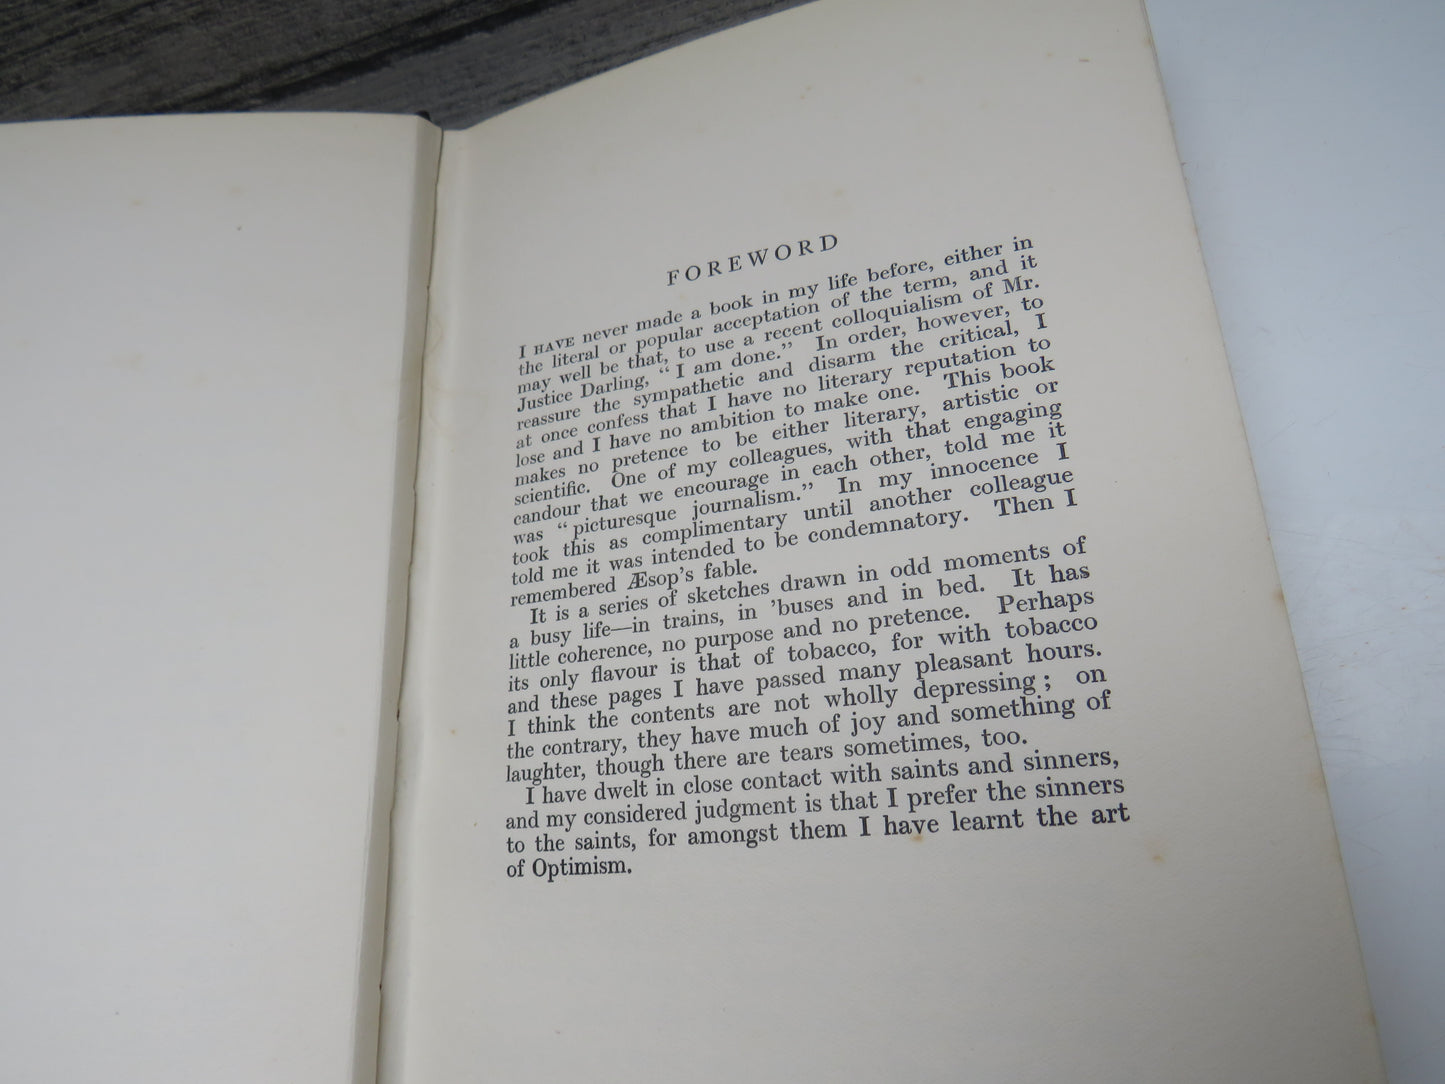 FOREWORD
I HAVE never made a book in my life before, either in
the literal or popular acceptation of the term, and it
may well be that, to use a recent colloquialism of Mr.
Justice Darling, “I am done.” In order, however, to
reassure the sympathetic and disarm the critical, I
at once confess that I have no literary reputation to
lose and I have no ambition to make one. This book
makes no pretence to be either literary, artistic or
scientific. One of my colleagues, with that engaging
candour that we encourage in each other, told me it
was “picturesque journalism.” In my innocence I
took this as complimentary until another colleague
told me it was intended to be condemnatory. Then I
remembered Æsop’s fable.
It is a series of sketches drawn in odd moments of
a busy life—in trains, in ’buses and in bed. It has
little coherence, no purpose and no pretence. Perhaps
its only flavour is that of tobacco, for with tobacco
and these pages I have passed many pleasant hours.
I think the contents are not wholly depressing; on
the contrary, they have much of joy and something of
laughter, though there are tears sometimes, too.
I have dwelt in close contact with saints and sinners,
and my considered judgment is that I prefer the sinners
to the saints, for amongst them I have learnt the art
of Optimism.